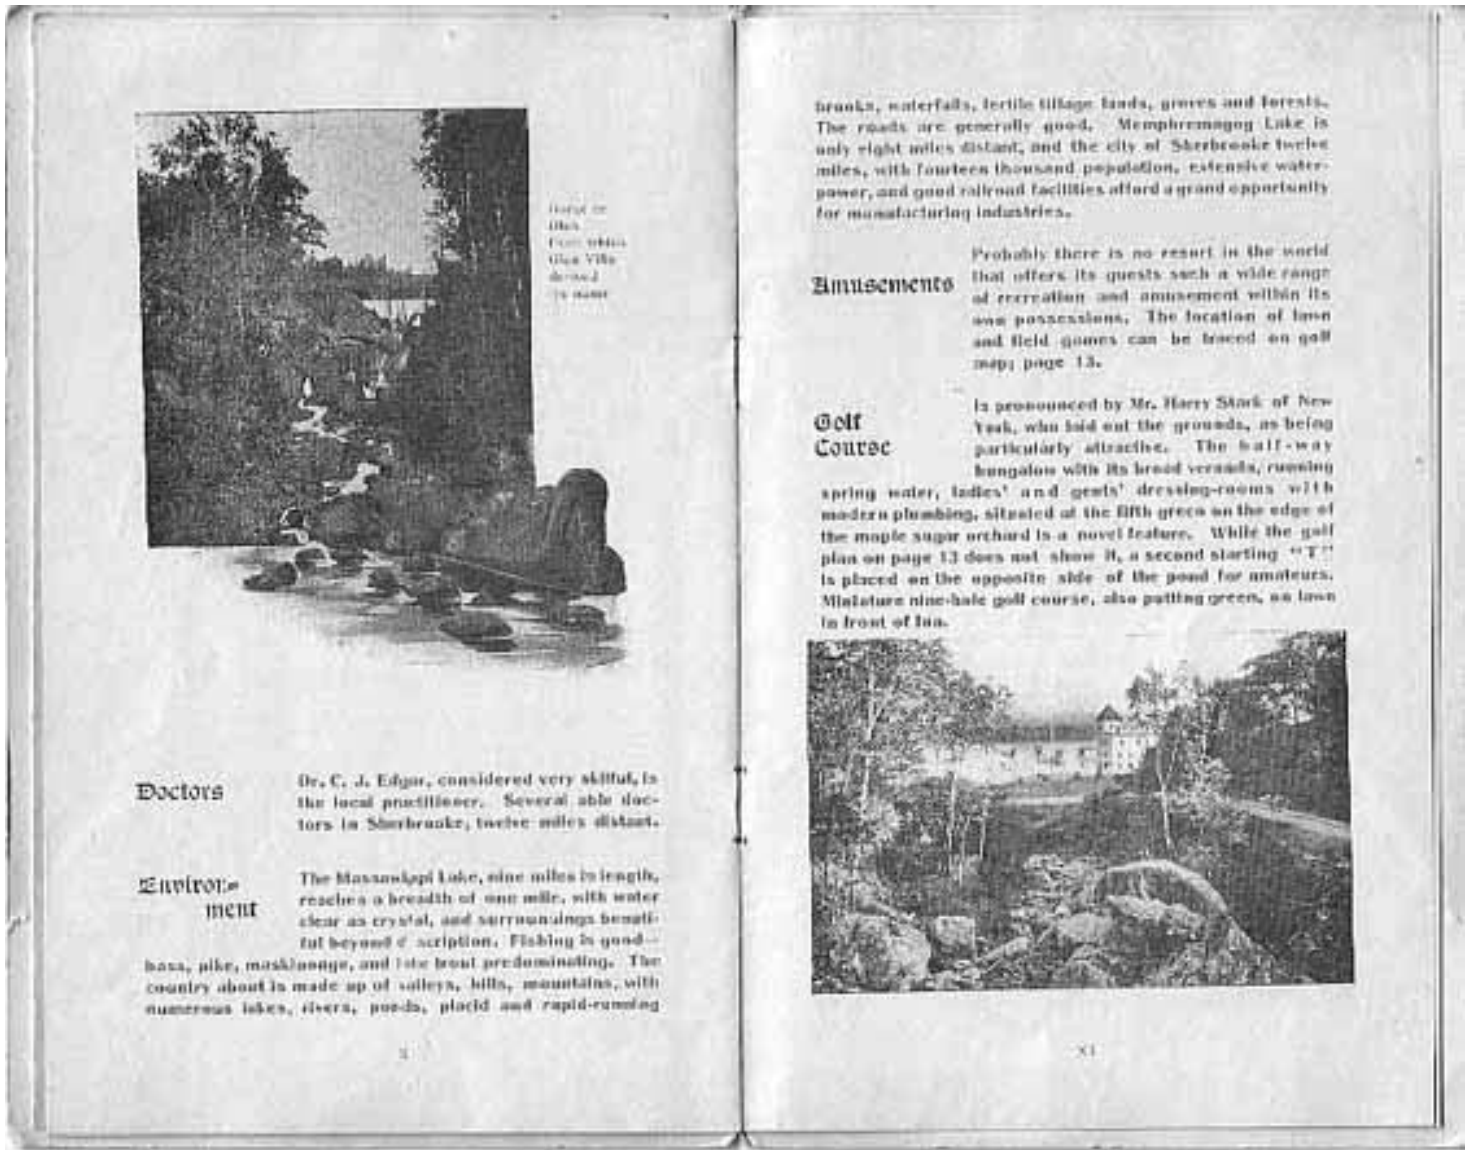 Glen
From which
Glen Villa
derived
its name
Doctors
Dr. C. J. Edgar, considered very skilful, is
the local practitioner. Several able doc-
tors in Sherbrooke, twelve miles distant.
Environ-
ment
The Massawippi Lake, nine miles in length,
reaches a breadth of one mile, with water
clear as crystal, and surroundings beauti-
ful beyond d scription. Fishing is good—
bass, pike, maskinonge, and lake trout predominating. The
country about is made up of valleys, hills, mountains, with
numerous lakes, rivers, ponds, placid and rapid-running
X
brooks, waterfalls, fertile tillage lands, groves and forests.
The roads are generally good. Memphremagog Lake is
only eight miles distant, and the city of Sherbrooke twelve
miles, with fourteen thousand population, extensive water-
power, and good railroad facilities afford a grand opportunity
for manufacturing industries.
Amusements
Probably there is no resort in the world
that offers its guests such a wide range
of recreation and amusement within its
own possessions. The location of lawn
and field games can be traced on golf
map; page 13.
Golf
Course
Is pronounced by Mr. Harry Stark of New
York, who laid out the grounds, as being
particularly attractive. The half-way
bungalow with its broad veranda, running
spring water, ladies' and gents' dressing-rooms with
modern plumbing, situated at the fifth green on the edge of
the maple sugar orchard is a novel feature. While the golf
plan on page 13 does not show it, a second starting "T"
is placed on the opposite side of the pond for amateurs.
Miniature nine-hole golf course, also putting green, on lawn
in front of Inn.
XI